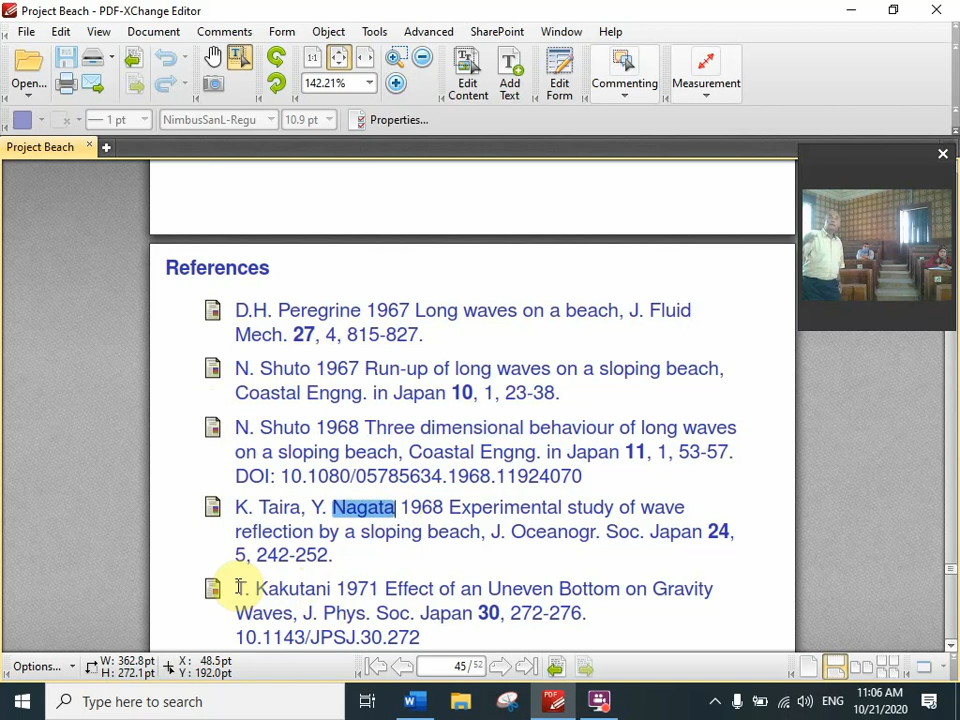 Project Beach - PDF-XChange Editor
File Edit View Document Comments Form Object Tools Advanced SharePoint Window Help
Open...
1:1
142.21%
Edit Content
Add Text
Edit Form
Commenting
Measurement
1 pt
NimbusSanL-Regu
10.9 pt
Properties...
Project Beach
References
D.H. Peregrine 1967 Long waves on a beach, J. Fluid
Mech. 27, 4, 815-827.
N. Shuto 1967 Run-up of long waves on a sloping beach,
Coastal Engng. in Japan 10, 1, 23-38.
N. Shuto 1968 Three dimensional behaviour of long waves
on a sloping beach, Coastal Engng. in Japan 11, 1, 53-57.
DOI: 10.1080/05785634.1968.11924070
K. Taira, Y. Nagata 1968 Experimental study of wave
reflection by a sloping beach, J. Oceanogr. Soc. Japan 24,
5, 242-252.
T. Kakutani 1971 Effect of an Uneven Bottom on Gravity
Waves, J. Phys. Soc. Japan 30, 272-276.
10.1143/JPSJ.30.272
Options...
W: 362.8pt
H: 272.1pt
X: 48.5pt
Y: 192.0pt
45 / 52
Type here to search
PDF
ENG
11:06 AM
10/21/2020